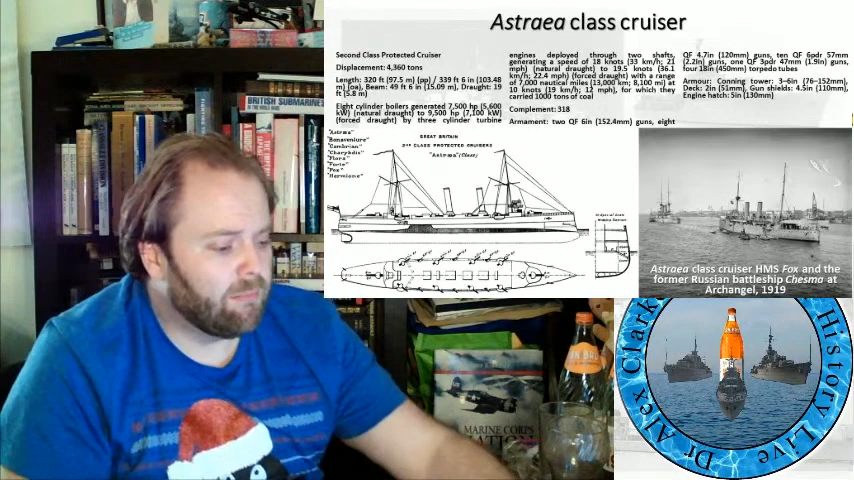 Astraea class cruiser
Second Class Protected Cruiser
Displacement: 4,360 tons
Length: 320 ft (97.5 m) (pp) / 339 ft 6 in (103.48
m) (oa), Beam: 49 ft 6 in (15.09 m), Draught: 19
ft (5.8 m)
Eight cylinder boilers generated 7,500 hp (5,600
kW) (natural draught) to 9,500 hp (7,100 kW)
(forced draught) by three cylinder turbine
engines deployed through two shafts,
generating a speed of 18 knots (33 km/h; 21
mph) (natural draught) to 19.5 knots (36.1
km/h; 22.4 mph) (forced draught) with a range
of 7,000 nautical miles (13,000 km; 8,100 mi) at
10 knots (19 km/h; 12 mph), for which they
carried 1000 tons of coal
Complement: 318
Armament: two QF 6in (152.4mm) guns, eight
QF 4.7in (120mm) guns, ten QF 6pdr 57mm
(2.2in) guns, one QF 3pdr 47mm (1.9in) guns,
four 18in (450mm) torpedo tubes
Armour: Conning tower: 3–6in (76–152mm),
Deck: 2in (51mm), Gun shields: 4.5in (110mm),
Engine hatch: 5in (130mm)
"Astraea"
"Bonaventure"
"Cambrian"
"Charybdis"
"Flora"
"Forte"
"Fox"
"Hermione"
GREAT BRITAIN
2ND CLASS PROTECTED CRUISERS
"Astraea" (Class)
Astraea class cruiser HMS Fox and the
former Russian battleship Chesma at
Archangel, 1919
BRITISH SUBMARINE
MARINE CORPS
Dr Alex Clark
History Live